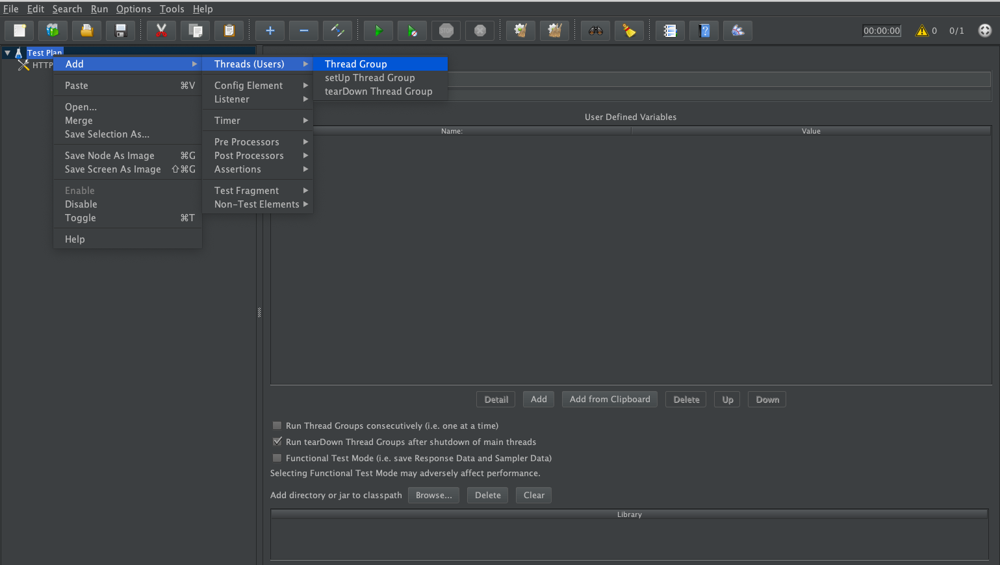 File Edit Search Run Options Tools Help
STOP
00:00:00 0 0/1
Test Plan
HTTP
Add
Paste ⌘V
Open...
Merge
Save Selection As...
Save Node As Image ⌘G
Save Screen As Image ⇧⌘G
Enable
Disable
Toggle ⌘T
Help
Threads (Users)
Config Element
Listener
Timer
Pre Processors
Post Processors
Assertions
Test Fragment
Non-Test Elements
Thread Group
setUp Thread Group
tearDown Thread Group
User Defined Variables
Name: Value
Detail Add Add from Clipboard Delete Up Down
Run Thread Groups consecutively (i.e. one at a time)
Run tearDown Thread Groups after shutdown of main threads
Functional Test Mode (i.e. save Response Data and Sampler Data)
Selecting Functional Test Mode may adversely affect performance.
Add directory or jar to classpath Browse... Delete Clear
Library